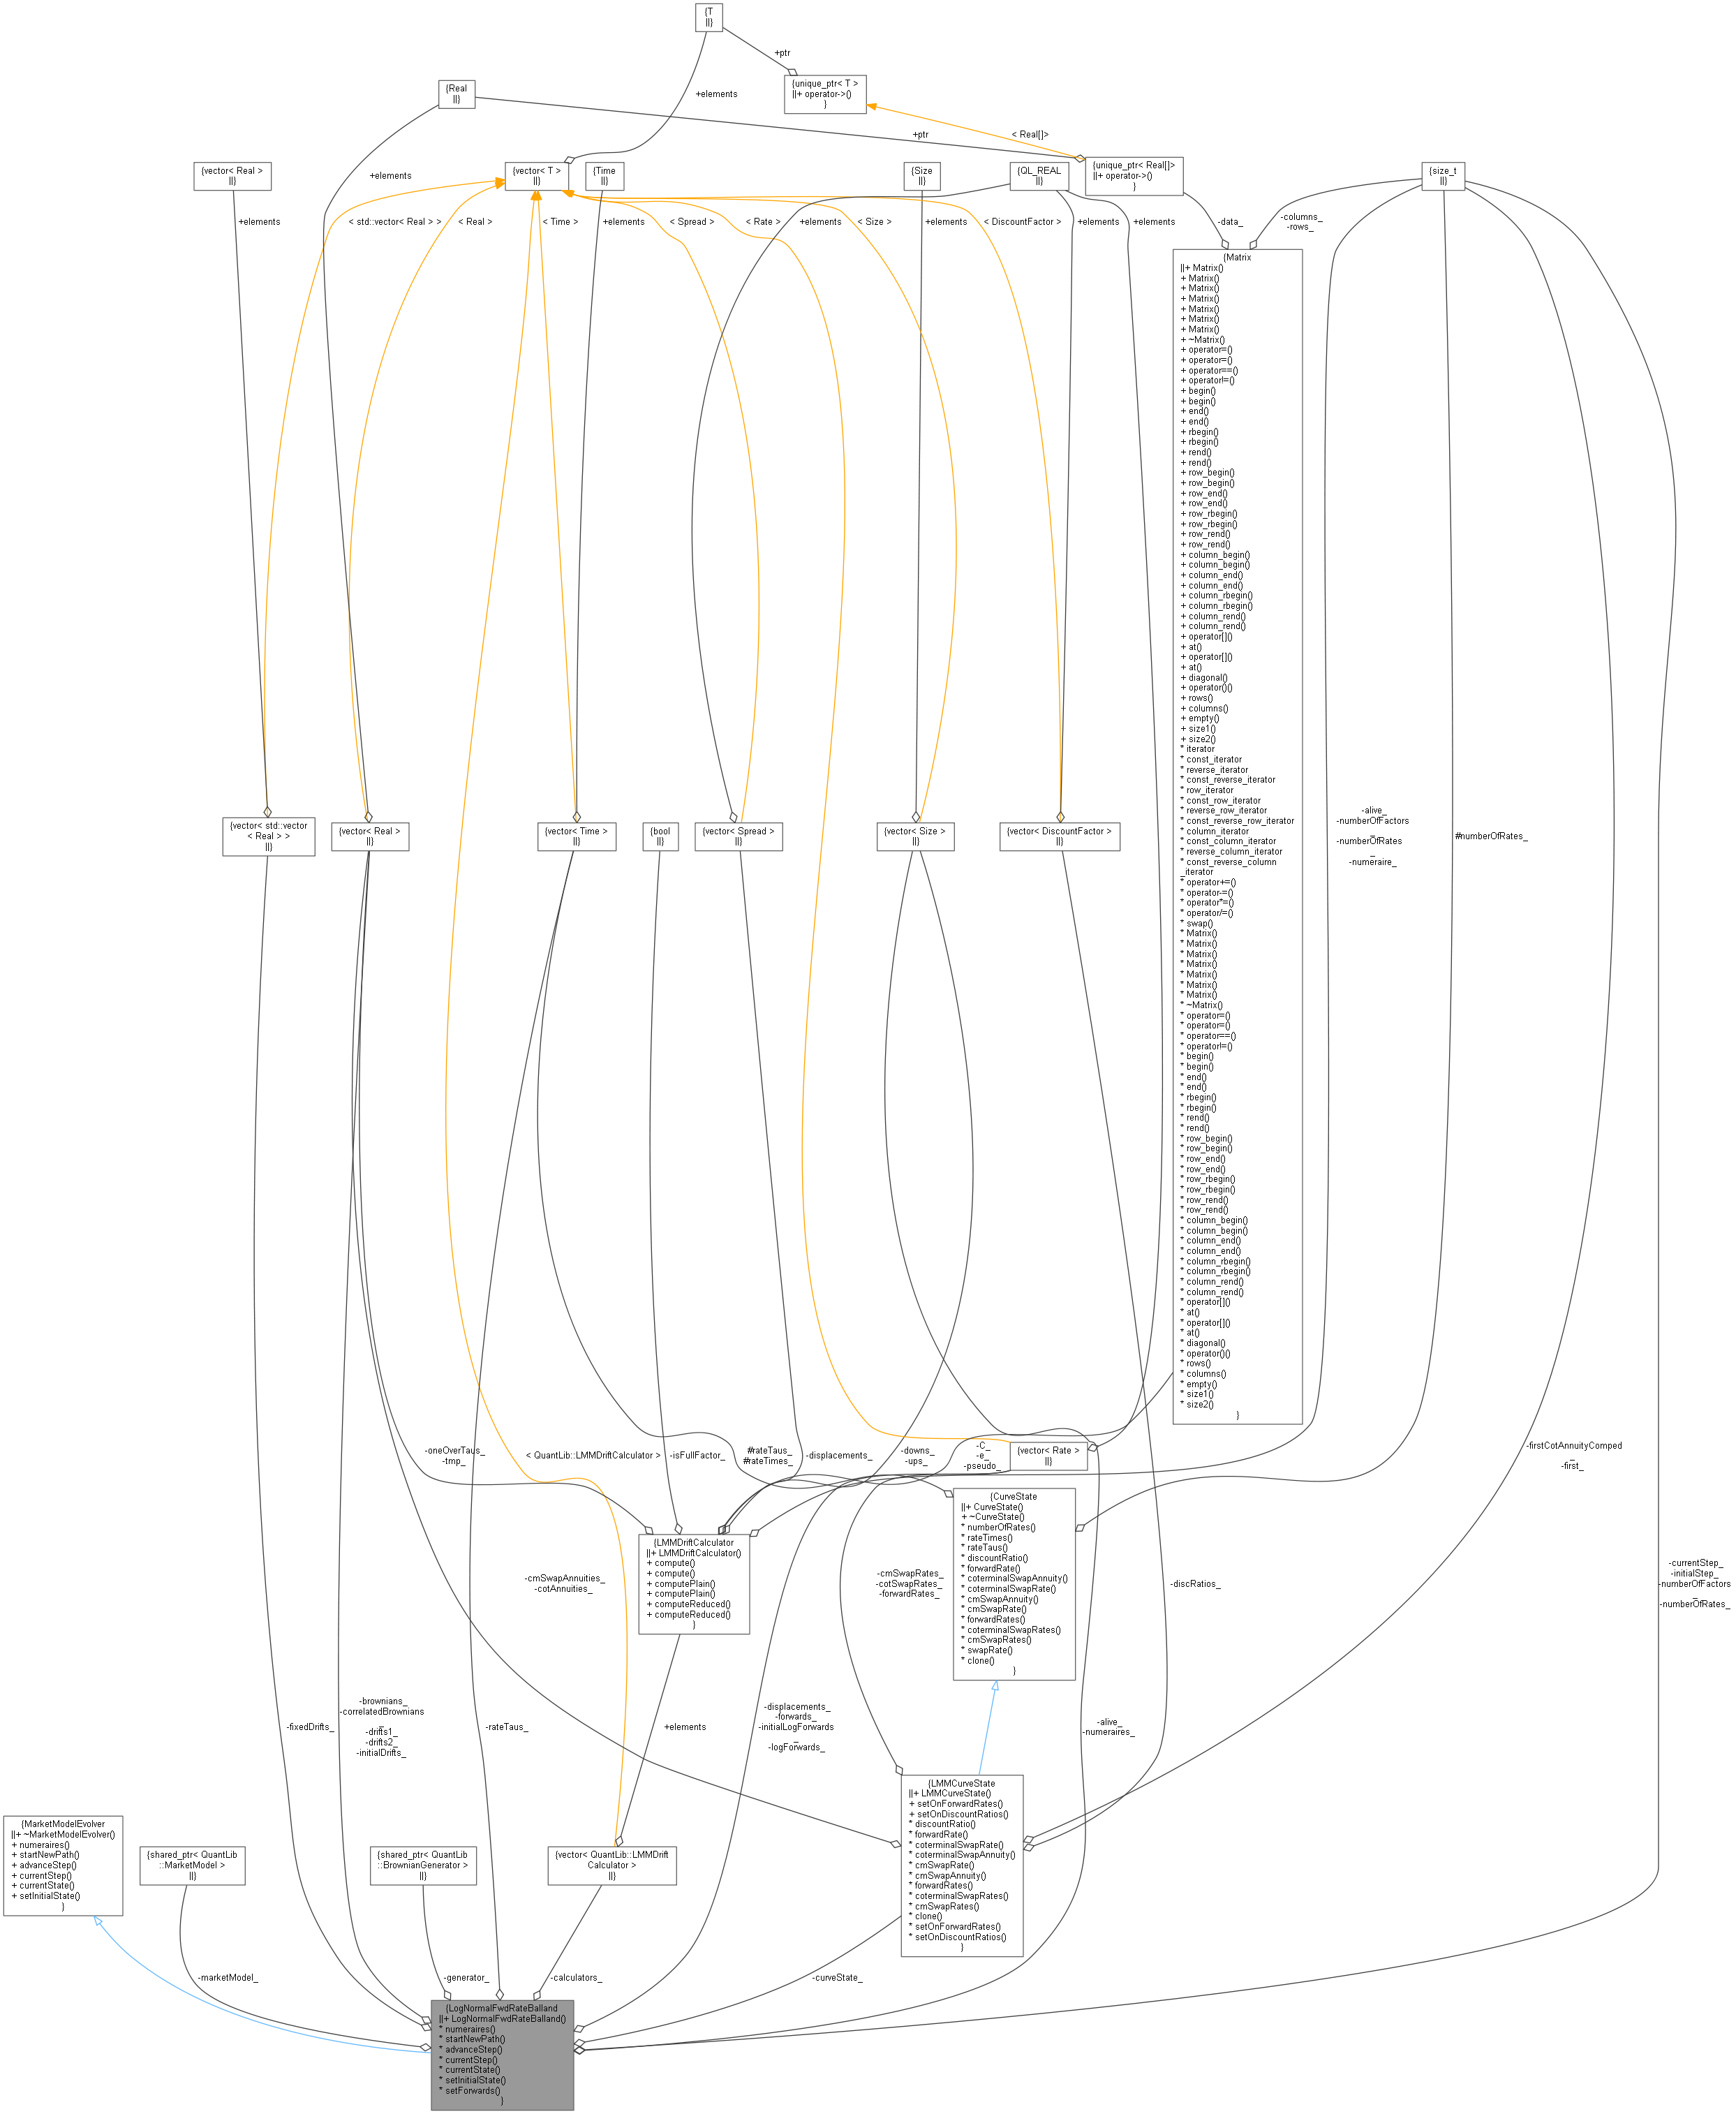 {T
||}
+ptr
{unique_ptr< T >
||+ operator->()
}
{Real
||}
+elements
< Real[]>
+ptr
{unique_ptr< Real[]>
||+ operator->()
}
{vector< Real >
||}
{vector< T >
||}
{Time
||}
{Size
||}
{QL_REAL
||}
{size_t
||}
+elements
+elements
< std::vector< Real > >
< Real >
< Time >
+elements
< Spread >
< Rate >
+elements
< Size >
+elements
< DiscountFactor >
+elements
+elements
-data_
-columns_
-rows_
{Matrix
||+ Matrix()
+ Matrix()
+ Matrix()
+ Matrix()
+ Matrix()
+ Matrix()
+ Matrix()
+ ~Matrix()
+ operator=()
+ operator=()
+ operator==()
+ operator!=()
+ begin()
+ begin()
+ end()
+ end()
+ rbegin()
+ rbegin()
+ rend()
+ rend()
+ row_begin()
+ row_begin()
+ row_end()
+ row_end()
+ row_rbegin()
+ row_rbegin()
+ row_rend()
+ row_rend()
+ column_begin()
+ column_begin()
+ column_end()
+ column_end()
+ column_rbegin()
+ column_rbegin()
+ column_rend()
+ column_rend()
+ operator[]()
+ at()
+ operator[]()
+ at()
+ diagonal()
+ operator()()
+ rows()
+ columns()
+ empty()
+ size1()
+ size2()
* iterator
* const_iterator
* reverse_iterator
* const_reverse_iterator
* row_iterator
* const_row_iterator
* reverse_row_iterator
* const_reverse_row_iterator
* column_iterator
* const_column_iterator
* reverse_column_iterator
* const_reverse_column
_iterator
* operator+=()
* operator-=()
* operator*=()
* operator/=()
* swap()
* Matrix()
* Matrix()
* Matrix()
* Matrix()
* Matrix()
* Matrix()
* Matrix()
* ~Matrix()
* operator=()
* operator=()
* operator==()
* operator!=()
* begin()
* begin()
* end()
* end()
* rbegin()
* rbegin()
* rend()
* rend()
* row_begin()
* row_begin()
* row_end()
* row_end()
* row_rbegin()
* row_rbegin()
* row_rend()
* row_rend()
* column_begin()
* column_begin()
* column_end()
* column_end()
* column_rbegin()
* column_rbegin()
* column_rend()
* column_rend()
* operator[]()
* at()
* operator[]()
* at()
* diagonal()
* operator()()
* rows()
* columns()
* empty()
* size1()
* size2()
}
{vector< std::vector
< Real > >
||}
{vector< Real >
||}
{vector< Time >
||}
{bool
||}
{vector< Spread >
||}
{vector< Size >
||}
{vector< DiscountFactor >
||}
-alive_
-numberOfFactors
_
-numberOfRates
_
-numeraire_
#numberOfRates_
-oneOverTaus_
-tmp_
< QuantLib::LMMDriftCalculator >
-isFullFactor_
#rateTaus_
#rateTimes_
-displacements_
-downs_
-ups_
-C_
-e_
-pseudo_
{vector< Rate >
||}
-firstCotAnnuityComped
_
-first_
{LMMDriftCalculator
||+ LMMDriftCalculator()
+ compute()
+ compute()
+ computePlain()
+ computePlain()
+ computeReduced()
+ computeReduced()
}
{CurveState
||+ CurveState()
+ ~CurveState()
* numberOfRates()
* rateTimes()
* rateTaus()
* discountRatio()
* forwardRate()
* coterminalSwapAnnuity()
* coterminalSwapRate()
* cmSwapAnnuity()
* cmSwapRate()
* forwardRates()
* coterminalSwapRates()
* cmSwapRates()
* swapRate()
* clone()
}
-cmSwapAnnuities_
-cotAnnuities_
-cmSwapRates_
-cotSwapRates_
-forwardRates_
-discRatios_
-currentStep_
-initialStep_
-numberOfFactors
_
-numberOfRates_
-fixedDrifts_
-brownians_
-correlatedBrownians
_
-drifts1_
-drifts2_
-initialDrifts_
-rateTaus_
+elements
-displacements_
-forwards_
-initialLogForwards
_
-logForwards_
-alive_
-numeraires_
{LMMCurveState
||+ LMMCurveState()
+ setOnForwardRates()
+ setOnDiscountRatios()
* discountRatio()
* forwardRate()
* coterminalSwapRate()
* coterminalSwapAnnuity()
* cmSwapRate()
* cmSwapAnnuity()
* forwardRates()
* coterminalSwapRates()
* cmSwapRates()
* clone()
* setOnForwardRates()
* setOnDiscountRatios()
}
{MarketModelEvolver
||+ ~MarketModelEvolver()
+ numeraires()
+ startNewPath()
+ advanceStep()
+ currentStep()
+ currentState()
+ setInitialState()
}
{shared_ptr< QuantLib
::MarketModel >
||}
{shared_ptr< QuantLib
::BrownianGenerator >
||}
{vector< QuantLib::LMMDrift
Calculator >
||}
-marketModel_
-generator_
-calculators_
-curveState_
{LogNormalFwdRateBalland
||+ LogNormalFwdRateBalland()
* numeraires()
* startNewPath()
* advanceStep()
* currentStep()
* currentState()
* setInitialState()
* setForwards()
}